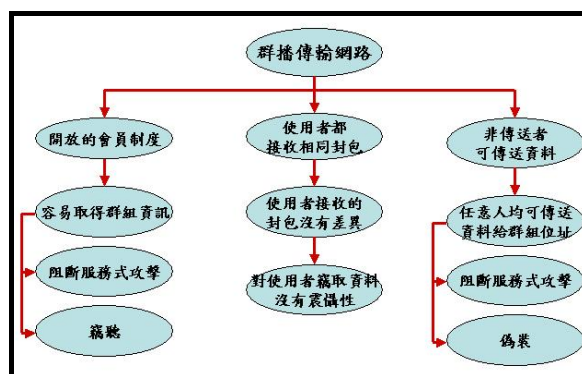 群播傳輸網路
開放的會員制度
容易取得群組資訊
阻斷服務式攻擊
竊聽
使用者都
接收相同封包
使用者接收的
封包沒有差異
對使用者竊取資料
沒有震懾性
非傳送者
可傳送資料
任意人均可傳送
資料給群組位址
阻斷服務式攻擊
偽裝